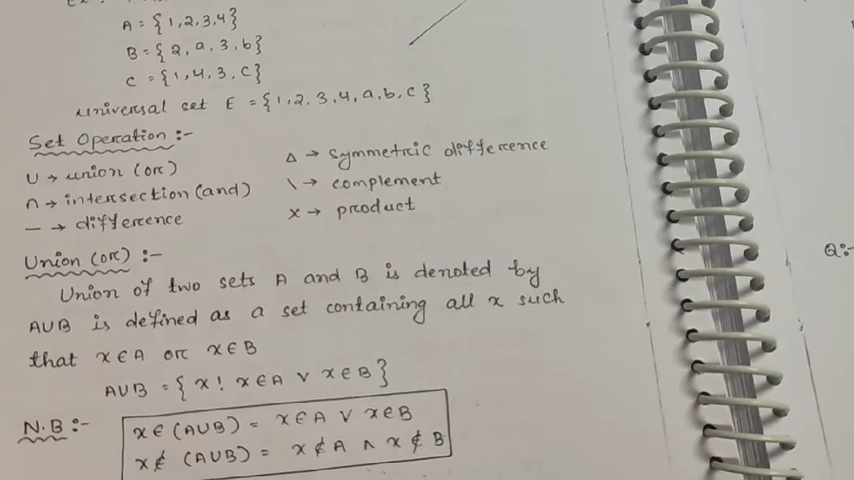 Ex :
A = {1,2,3,4}
B = {2, a, 3, b}
C = {1,4,3, c}
universal set E = {1,2,3,4,a,b,c}
Set Operation :-
∪ → union (or)
∩ → intersection (and)
— → difference
Δ → symmetric difference
\ → complement
× → product
Union (or) :-
Union of two sets A and B is denoted by
A∪B is defined as a set containing all x such
that x∈A or x∈B
A∪B = { x ! x∈A ∨ x∈B }
N.B :-
x∈ (A∪B) = x∈A ∨ x∈B
x∉ (A∪B) = x∉A ∧ x∉B
Q:-